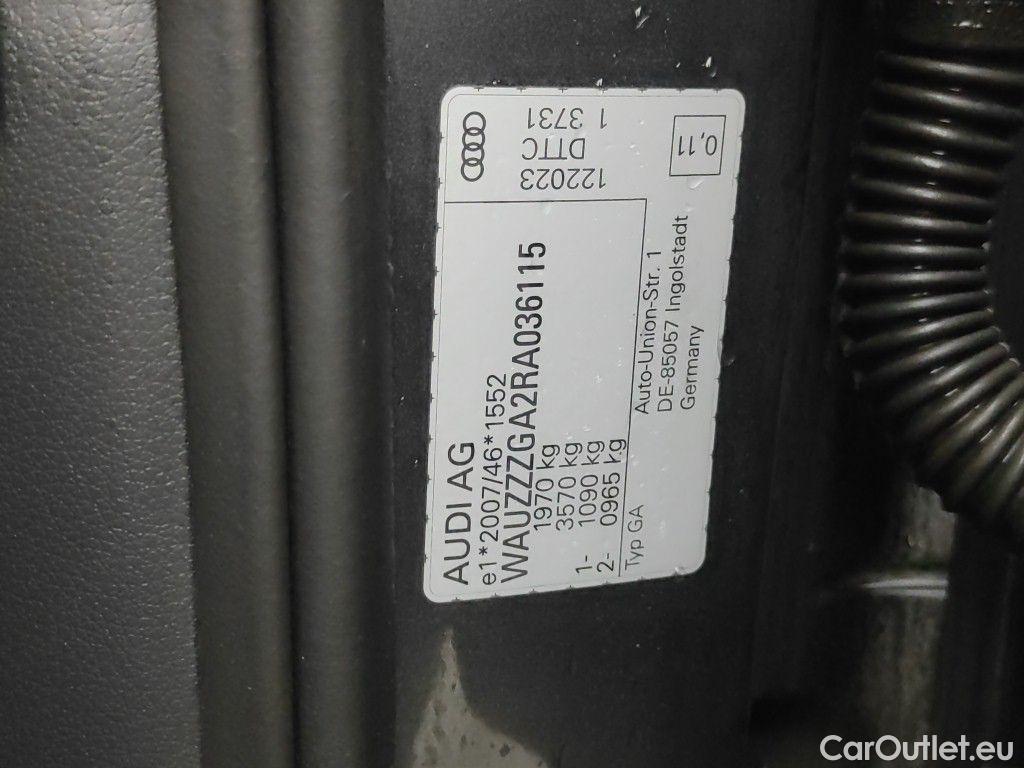 AUDI AG
e1*2007/46*1552
WAUZZZGA2RA036115
1970 kg
3570 kg
1- 1090 kg
2- 0965 kg
Typ GA
Auto-Union-Str. 1
DE-85057 Ingolstadt
Germany
122023
DTTC
1 3731
0,11
CarOutlet.eu